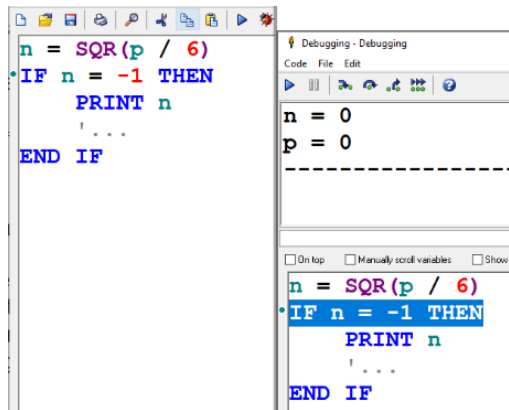 n = SQR(p / 6)
IF n = -1 THEN
PRINT n
'...
END IF
Debugging - Debugging
Code File Edit
n = 0
p = 0
------------------
On top Manually scroll variables Show
n = SQR(p / 6)
IF n = -1 THEN
PRINT n
'...
END IF